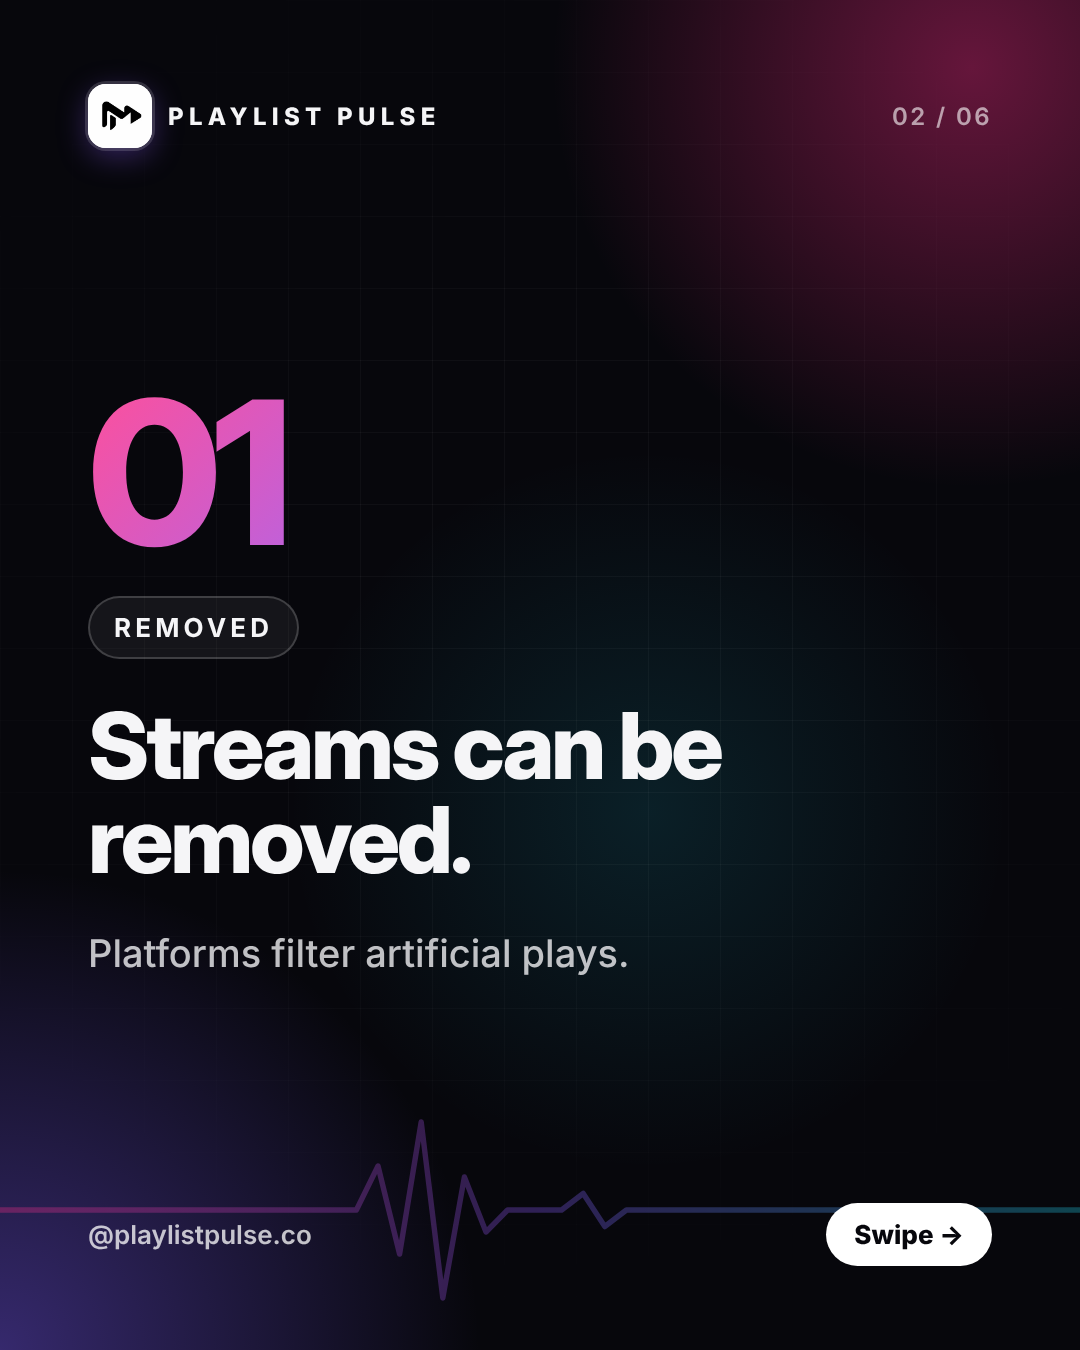 PLAYLIST PULSE
02 / 06
01
REMOVED
Streams can be
removed.
Platforms filter artificial plays.
@playlistpulse.co
Swipe →